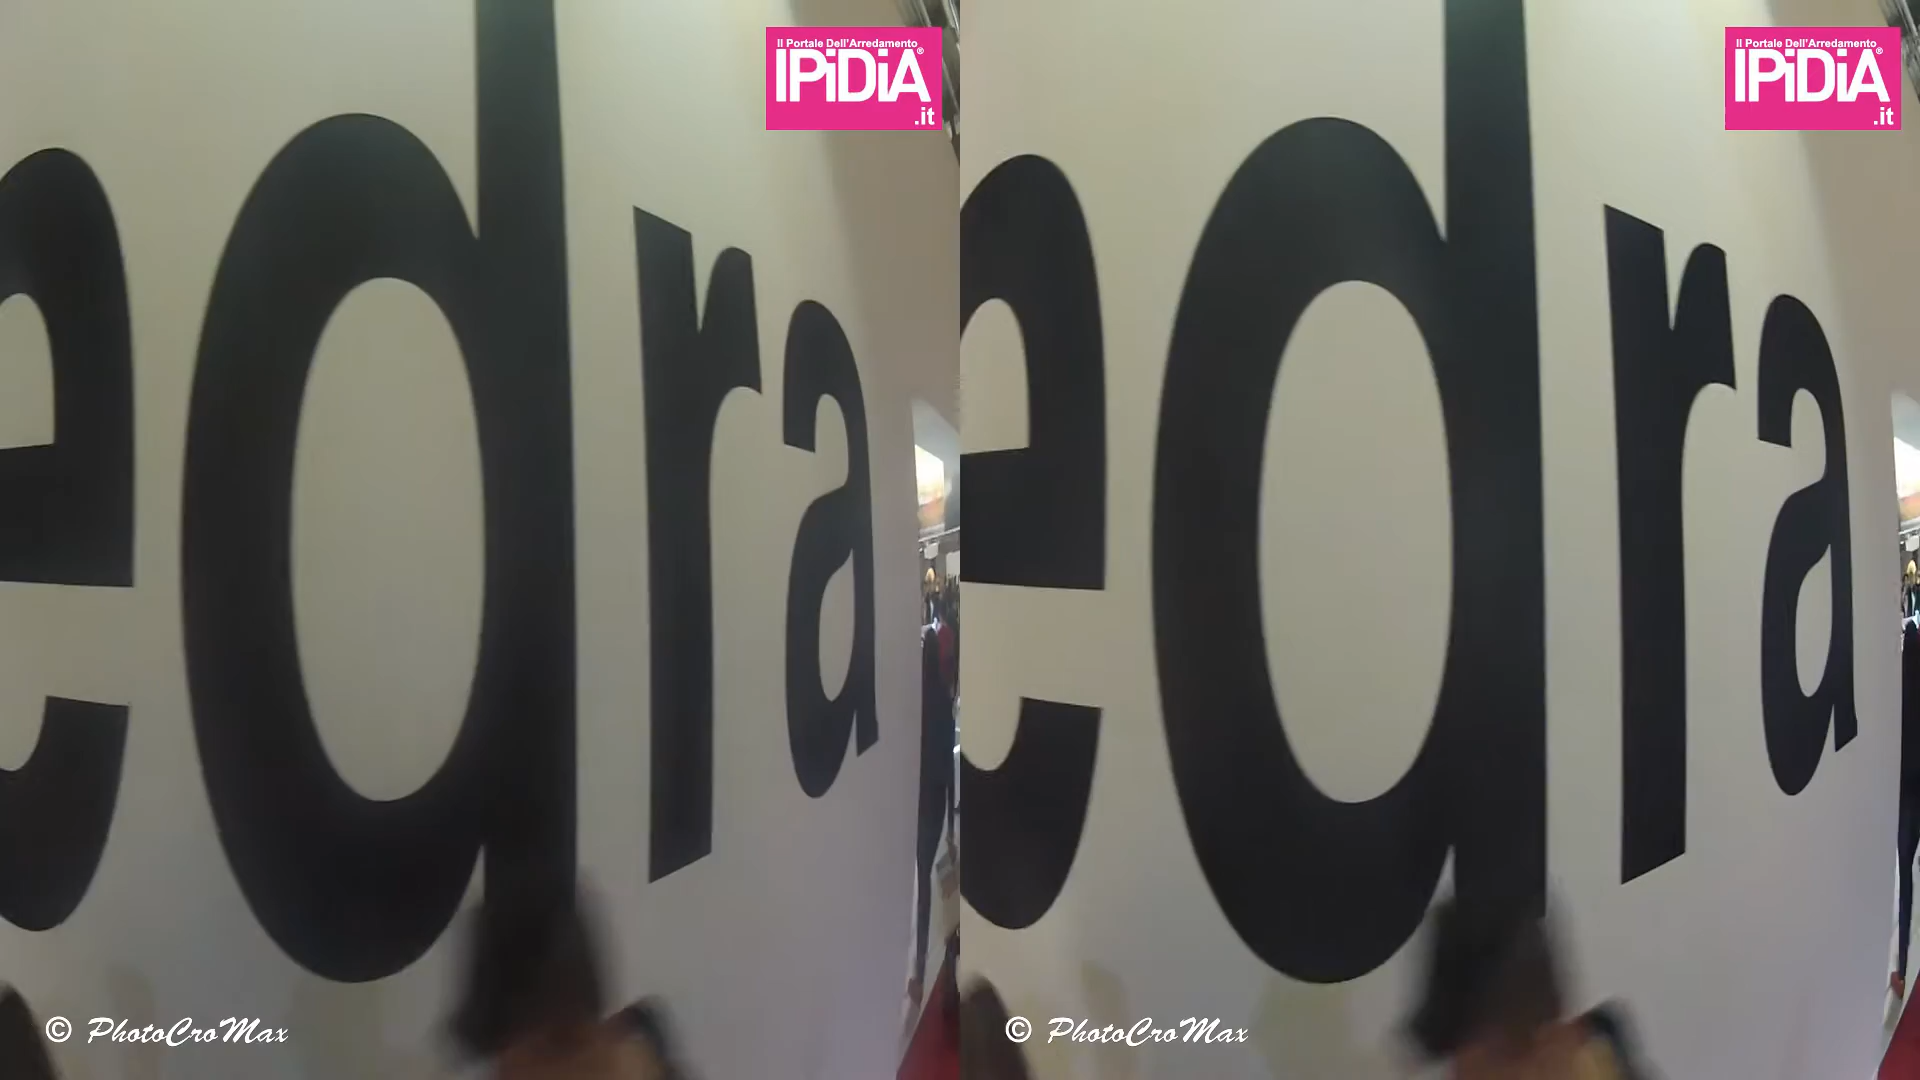 Il Portale Dell'Arredamento
IPiDiA®
.it
edra
© PhotoCroMax
Il Portale Dell'Arredamento
IPiDiA®
.it
edra
© PhotoCroMax